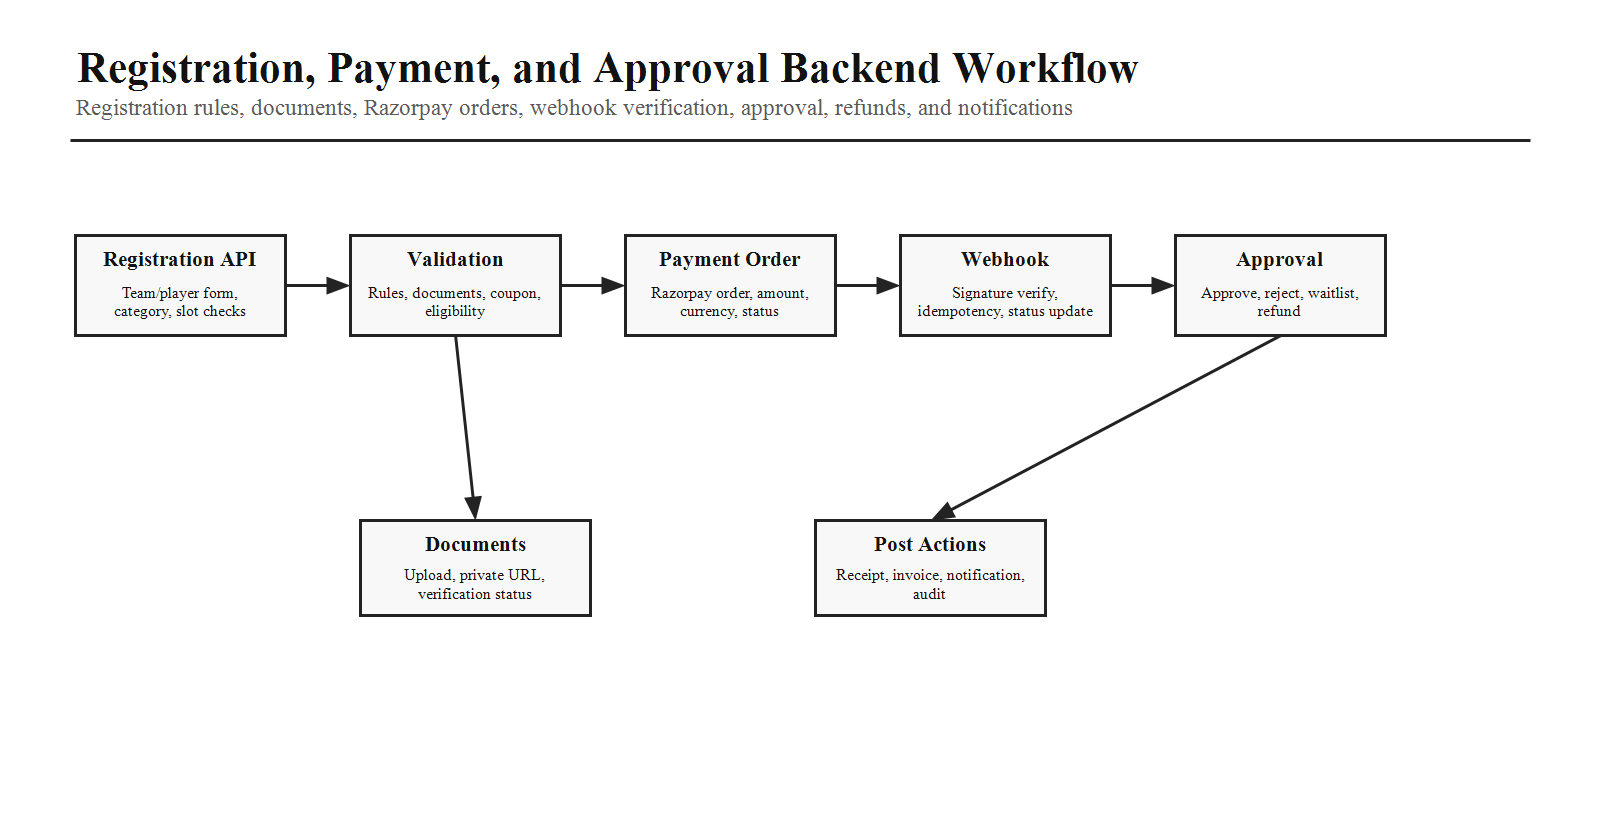 Registration, Payment, and Approval Backend Workflow
Registration rules, documents, Razorpay orders, webhook verification, approval, refunds, and notifications
Registration API
Team/player form,
category, slot checks
Validation
Rules, documents, coupon,
eligibility
Payment Order
Razorpay order, amount,
currency, status
Webhook
Signature verify,
idempotency, status update
Approval
Approve, reject, waitlist,
refund
Documents
Upload, private URL,
verification status
Post Actions
Receipt, invoice, notification,
audit